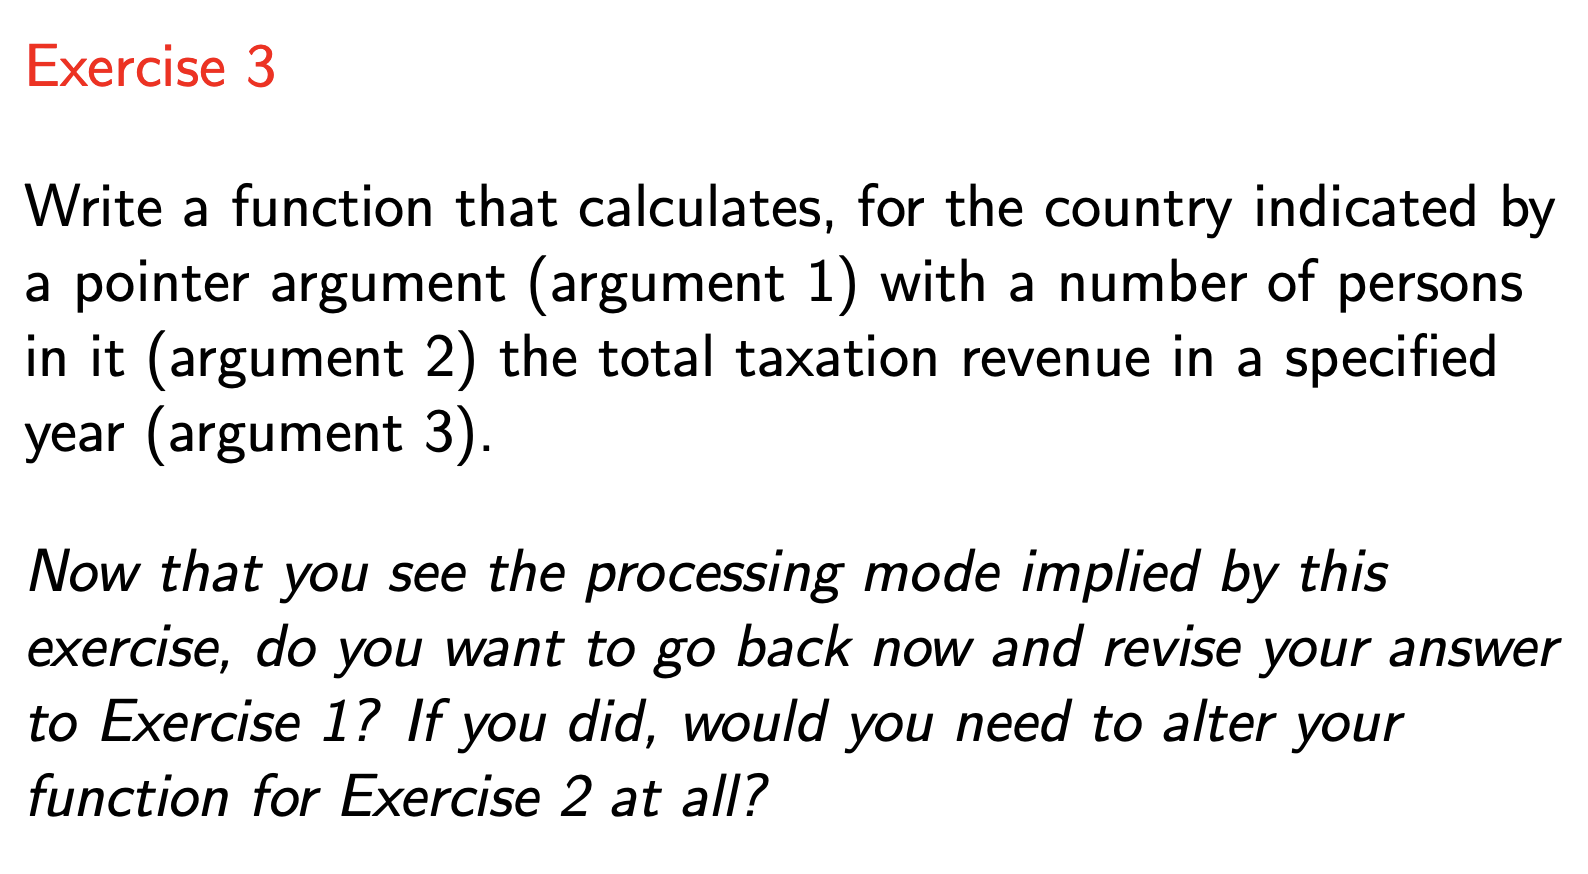 Exercise 3
Write a function that calculates, for the country indicated by
a pointer argument (argument 1) with a number of persons
in it (argument 2) the total taxation revenue in a specified
year (argument 3).
Now that you see the processing mode implied by this
exercise, do you want to go back now and revise your answer
to Exercise 1? If you did, would you need to alter your
function for Exercise 2 at all?